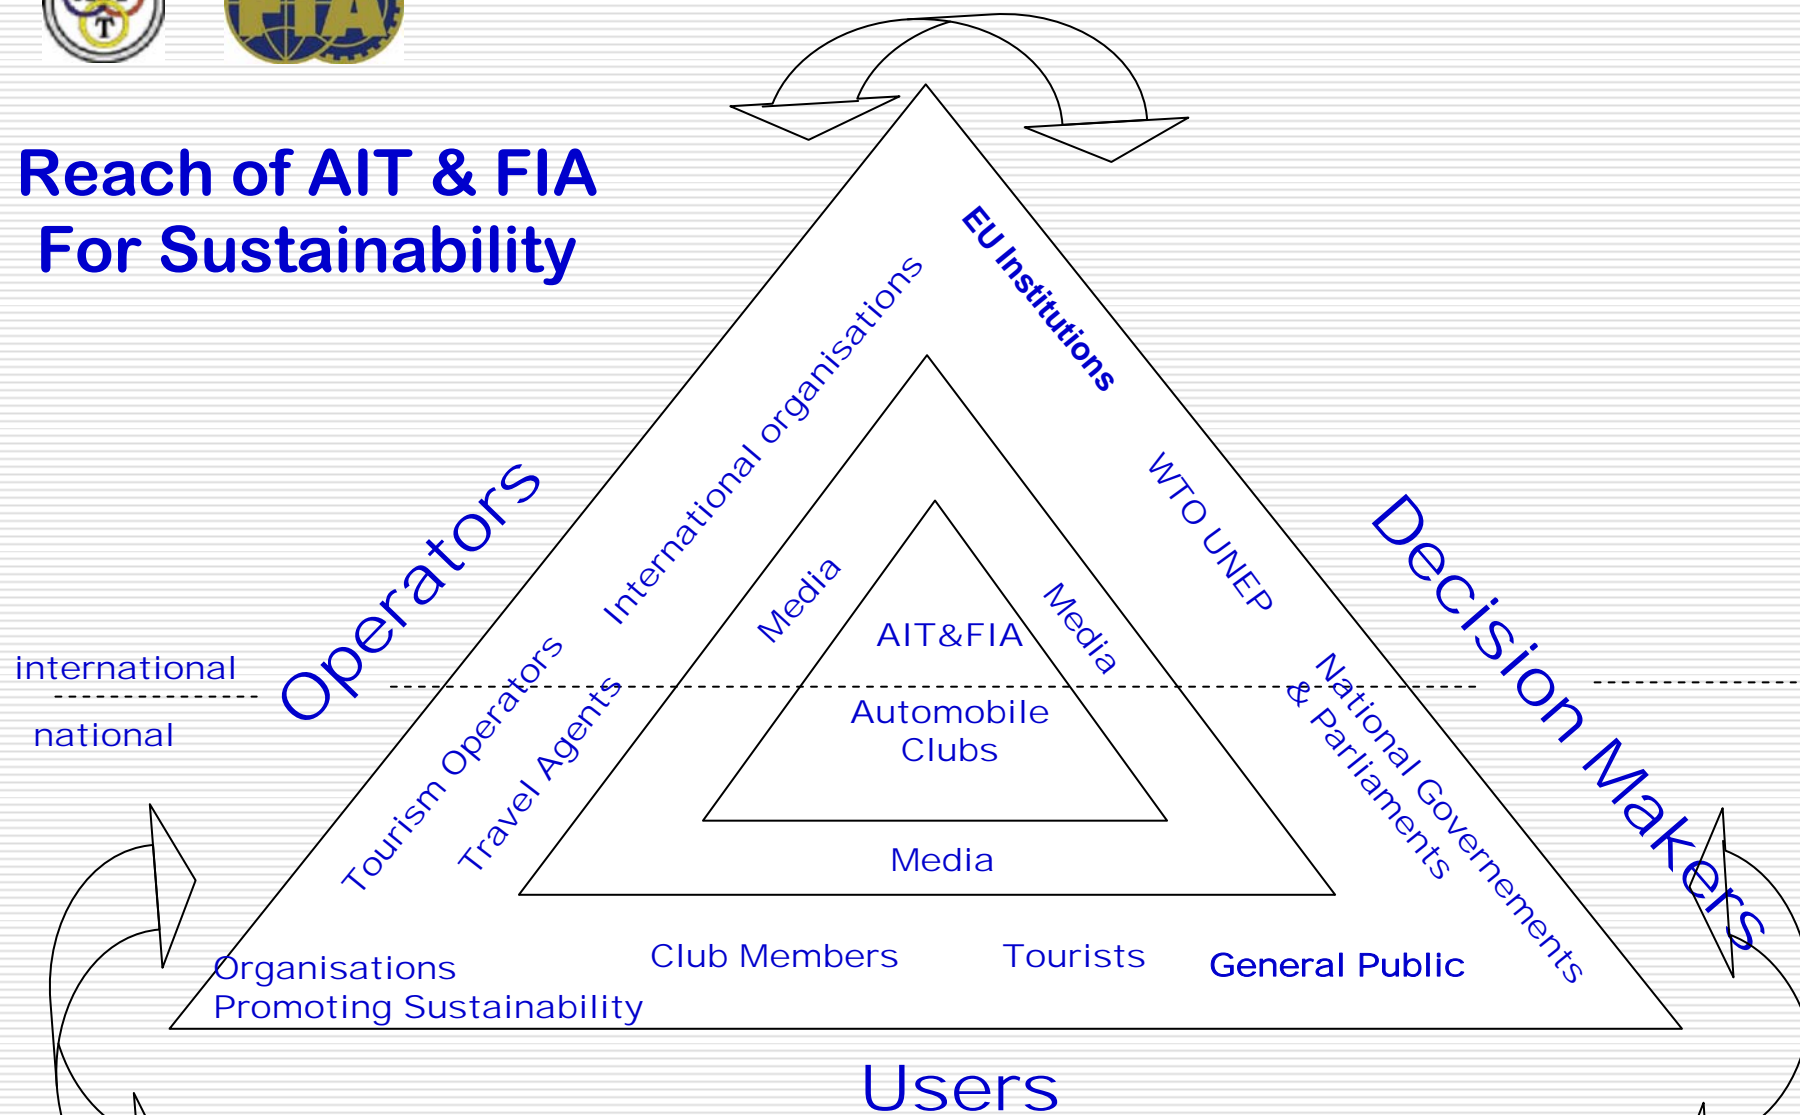 T
FIA
Reach of AIT & FIA
For Sustainability
EU Institutions
International organisations
WTO UNEP
Operators
Decision Makers
Media
Media
AIT&FIA
international
national
Automobile
Clubs
Tourism Operators
Travel Agents
National Governements
& Parliaments
Media
Organisations
Promoting Sustainability
Club Members
Tourists
General Public
Users